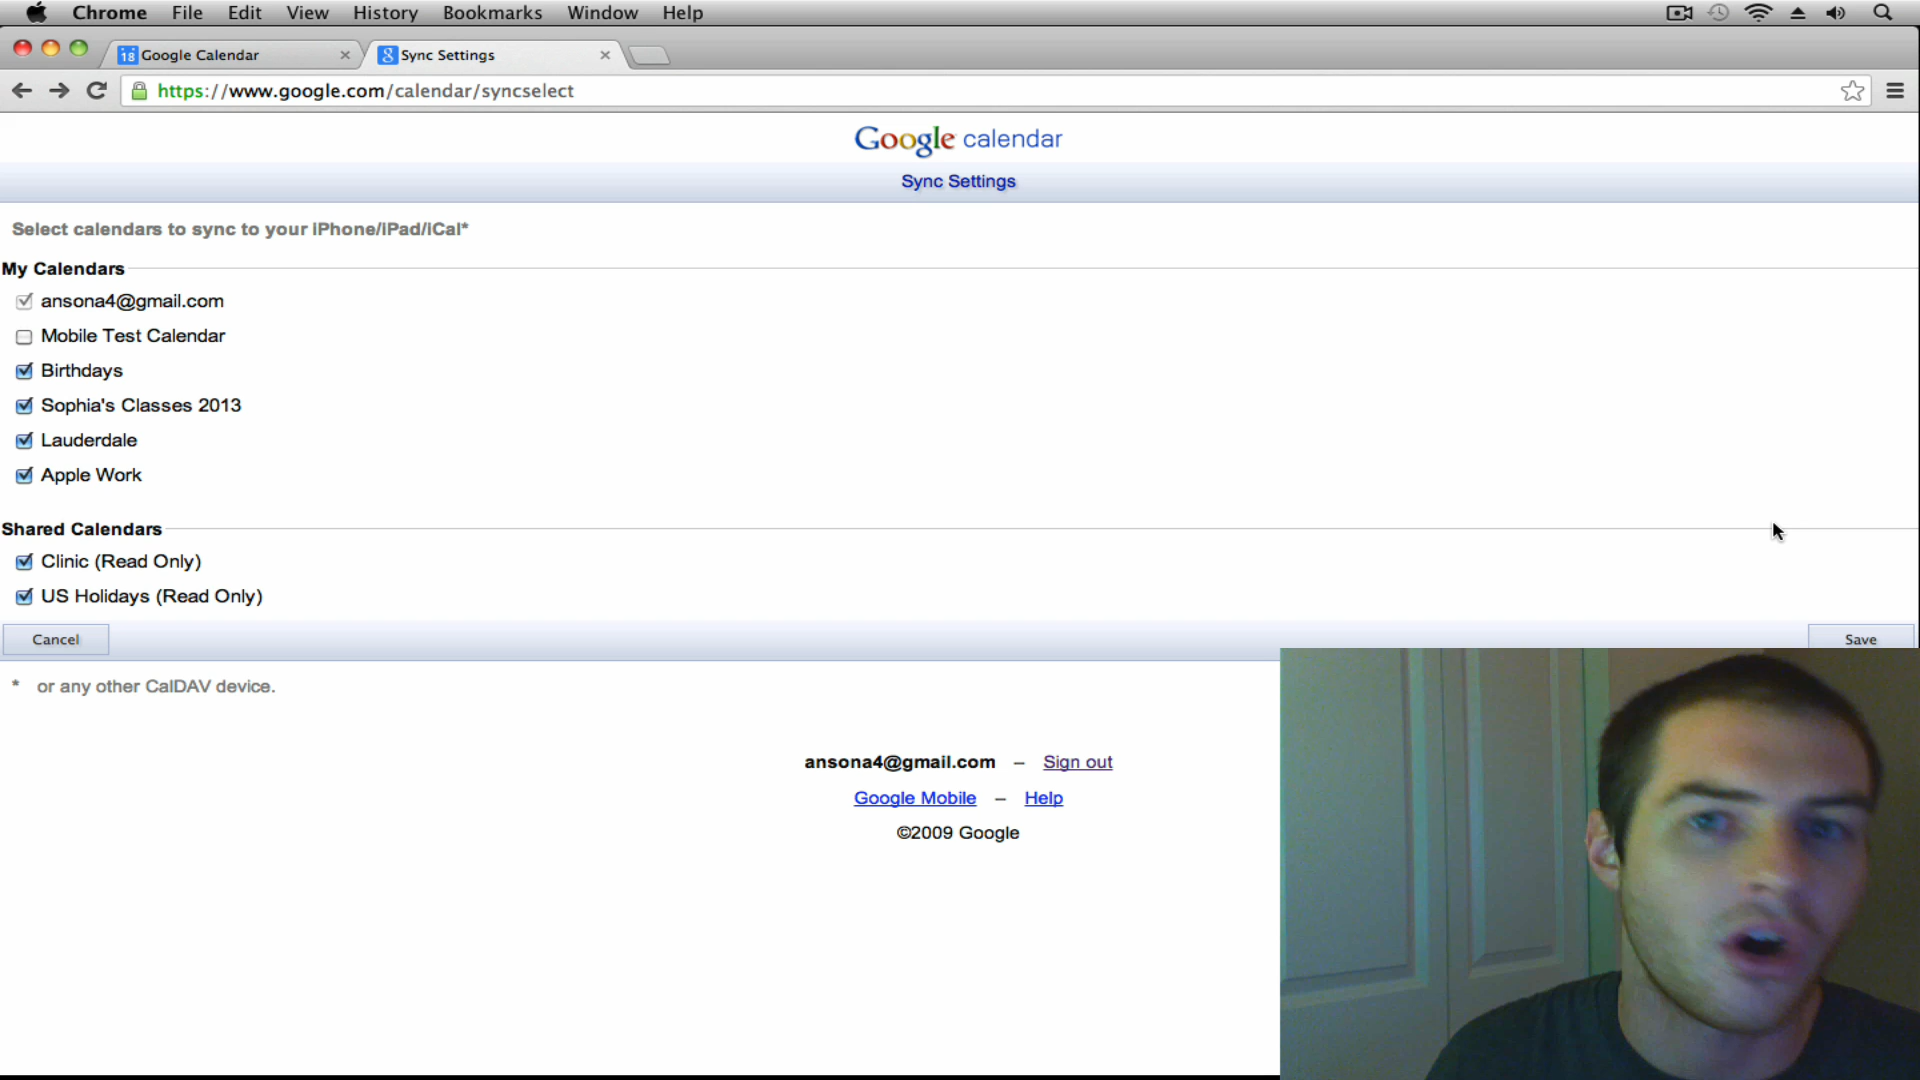 Chrome File Edit View History Bookmarks Window Help
18 Google Calendar
8 Sync Settings
https://www.google.com/calendar/syncselect
Google calendar
Sync Settings
Select calendars to sync to your iPhone/iPad/iCal*
My Calendars
ansona4@gmail.com
Mobile Test Calendar
Birthdays
Sophia's Classes 2013
Lauderdale
Apple Work
Shared Calendars
Clinic (Read Only)
US Holidays (Read Only)
Cancel Save
* or any other CalDAV device.
ansona4@gmail.com – Sign out
Google Mobile – Help
©2009 Google